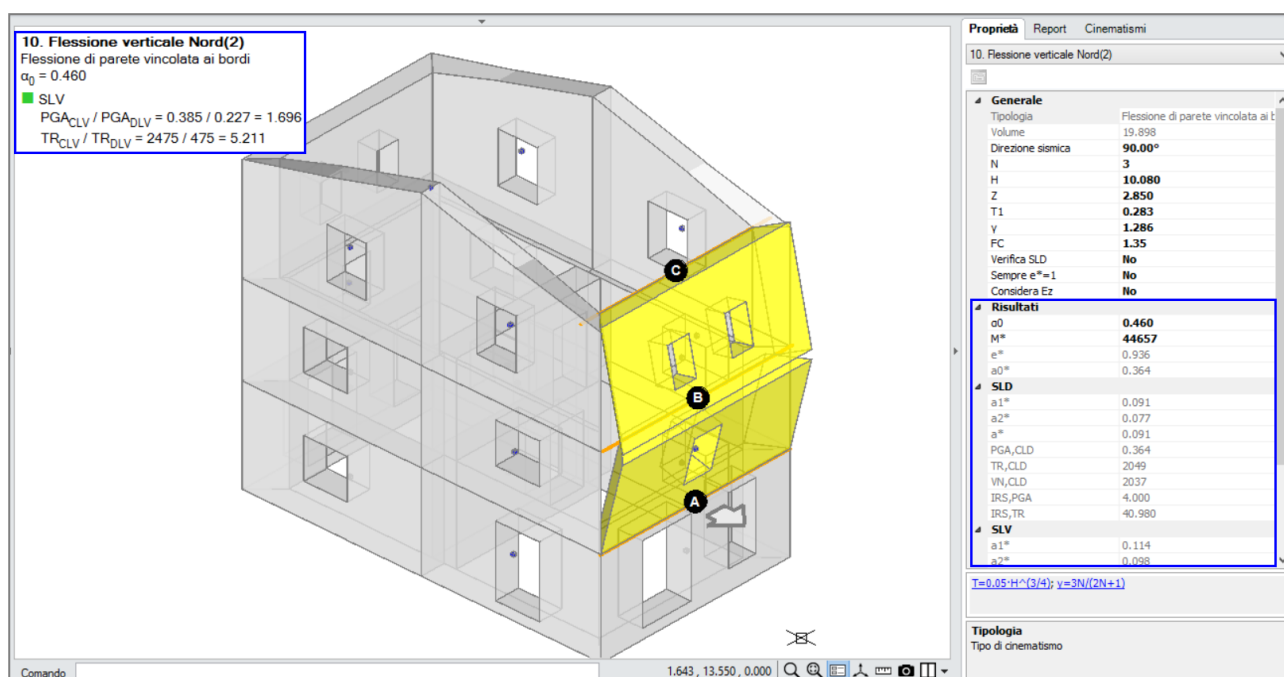 10. Flessione verticale Nord(2)
Flessione di parete vincolata ai bordi
α0 = 0.460
SLV
PGACLV / PGADLV = 0.385 / 0.227 = 1.696
TRCLV / TRDLV = 2475 / 475 = 5.211
C
B
A
Comando
1.643 , 13.550 , 0.000
Proprietà Report Cinematismi
10. Flessione verticale Nord(2)
Generale
Tipologia Flessione di parete vincolata ai b
Volume 19.898
Direzione sismica 90.00°
N 3
H 10.080
Z 2.850
T1 0.283
γ 1.286
FC 1.35
Verifica SLD No
Sempre e*=1 No
Considera Ez No
Risultati
α0 0.460
M* 44657
e* 0.936
a0* 0.364
SLD
a1* 0.091
a2* 0.077
a* 0.091
PGA,CLD 0.364
TR,CLD 2049
VN,CLD 2037
IRS,PGA 4.000
IRS,TR 40.980
SLV
a1* 0.114
a2* 0.098
T=0.05·H^(3/4); γ=3N/(2N+1)
Tipologia
Tipo di cinematismo